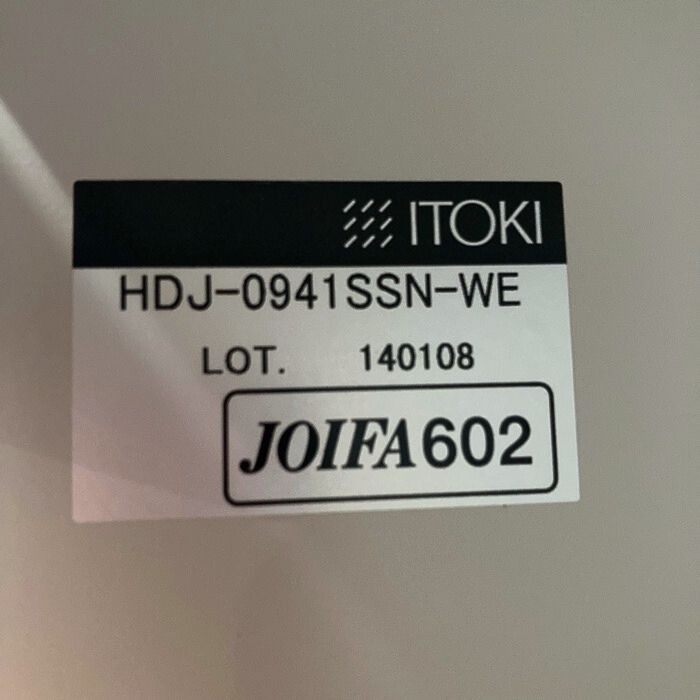 ITOKI
HDJ-0941SSN-WE
LOT. 140108
JOIFA602